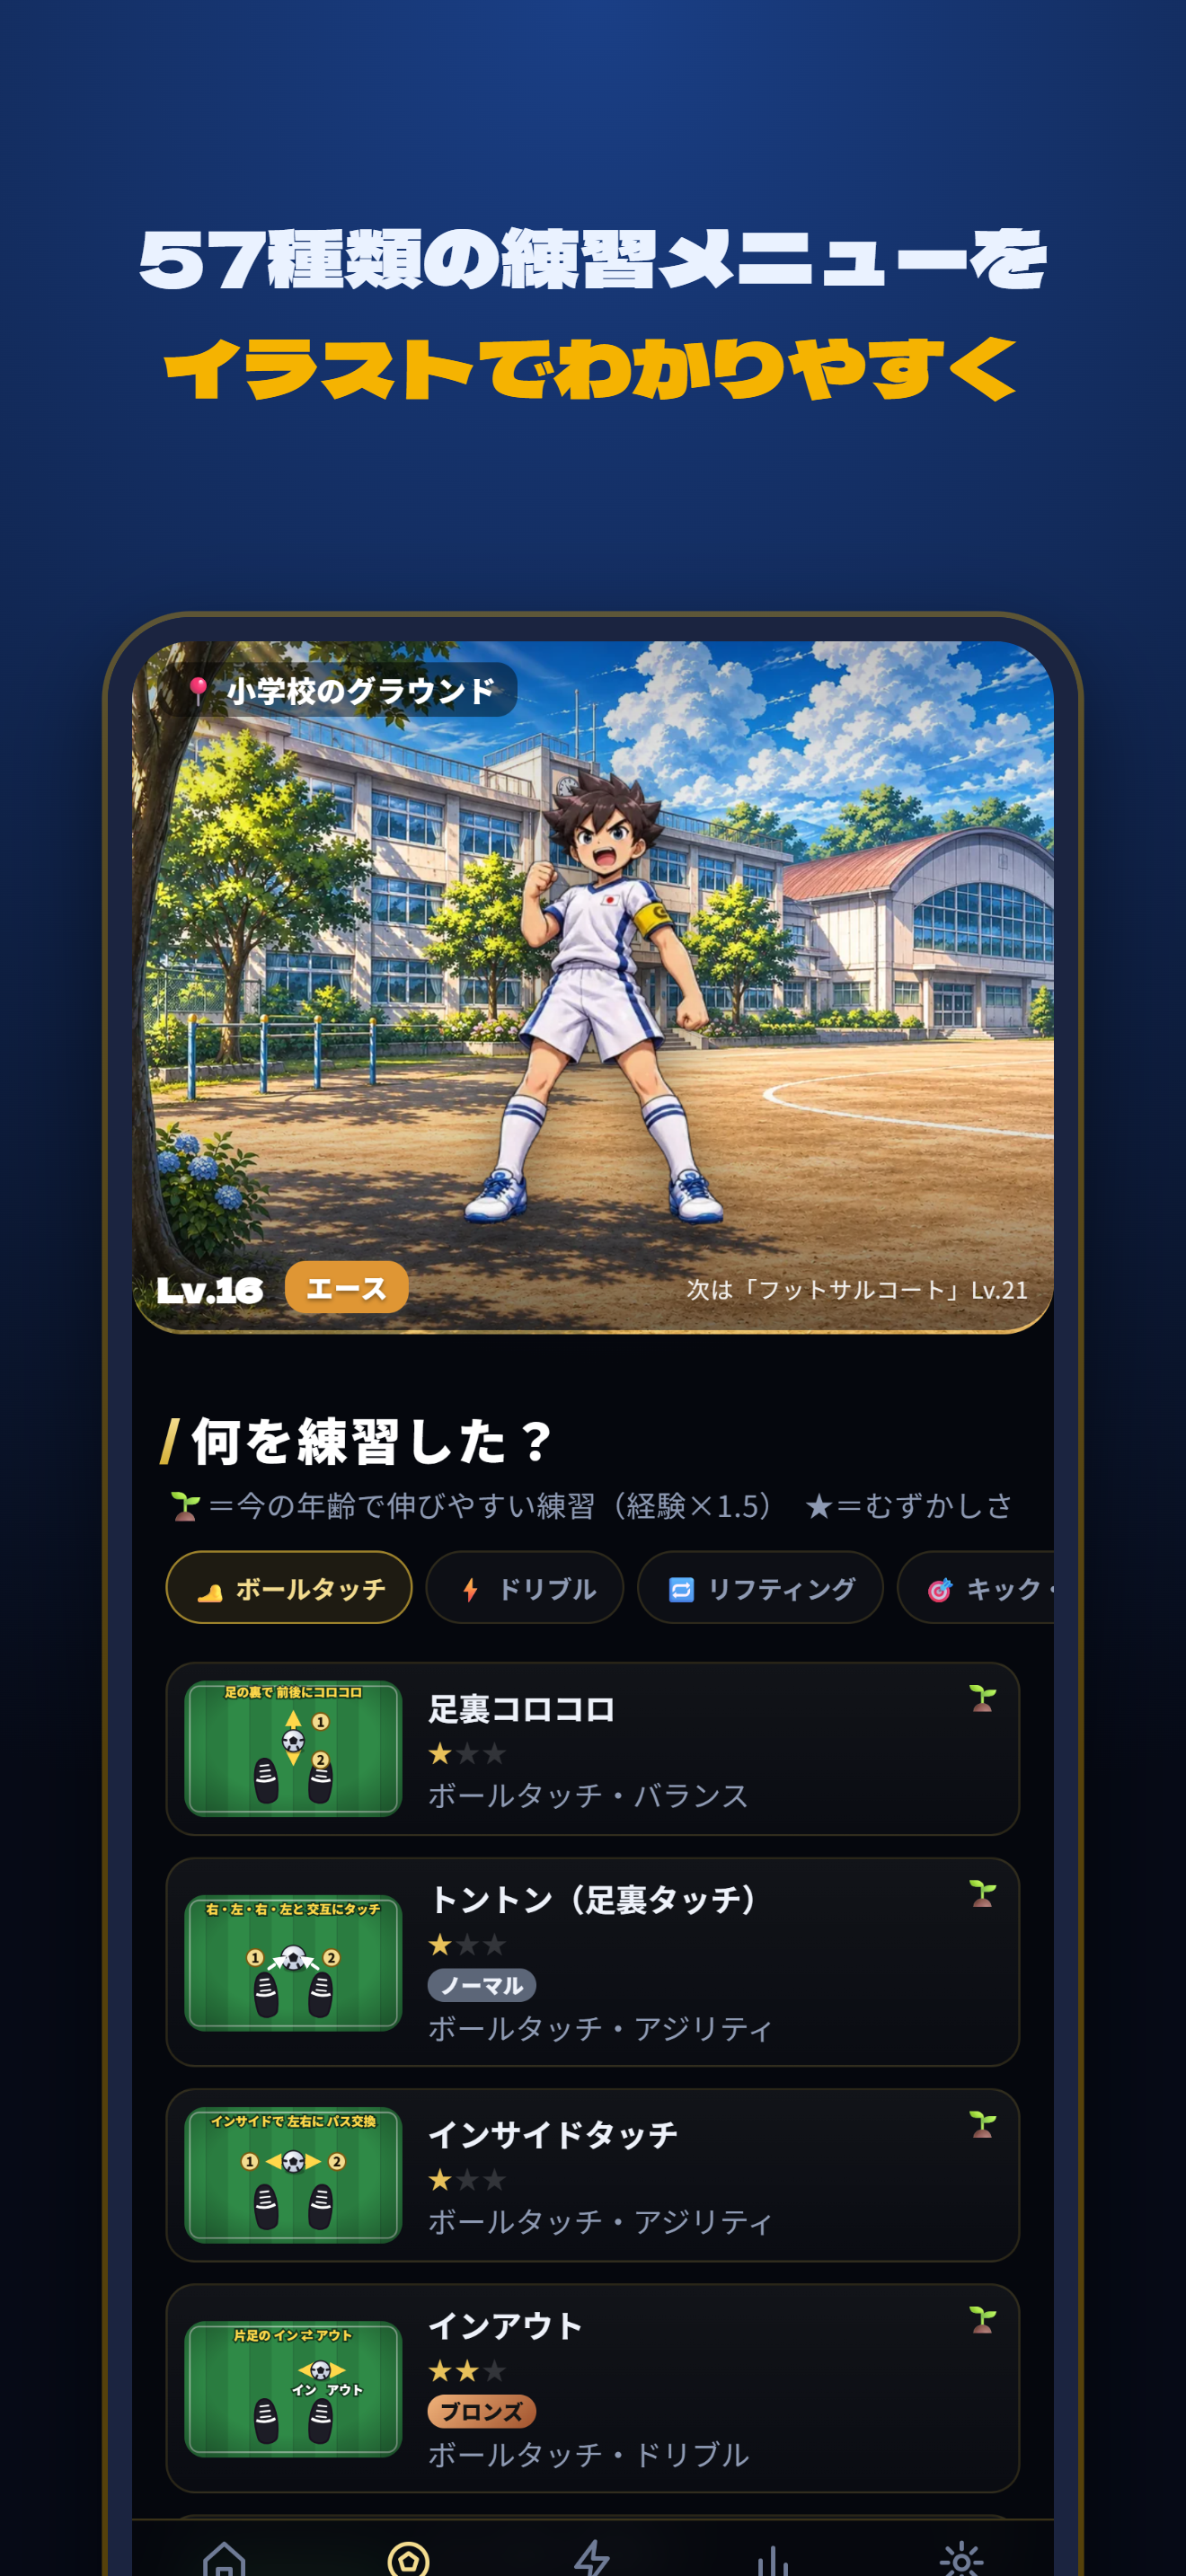 57種類の練習メニューを
イラストでわかりやすく
小学校のグラウンド
Lv.16 エース 次は「フットサルコート」Lv.21
/ 何を練習した？
＝今の年齢で伸びやすい練習（経験×1.5） ★＝むずかしさ
ボールタッチ ドリブル リフティング キック・
足の裏で 前後にコロコロ
1
2
足裏コロコロ
★★★
ボールタッチ・バランス
右・左・右・左と 交互にタッチ
1 2
トントン（足裏タッチ）
★★★
ノーマル
ボールタッチ・アジリティ
インサイドで 左右に パス交換
1 2
インサイドタッチ
★★★
ボールタッチ・アジリティ
片足の イン ⇄ アウト
イン アウト
インアウト
★★★
ブロンズ
ボールタッチ・ドリブル